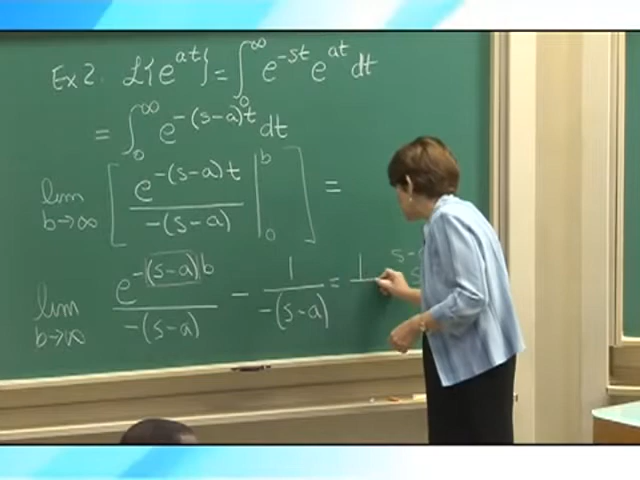 Ex 2. ℒ{e^{at}} = ∫_0^∞ e^{-st} e^{at} dt
= ∫_0^∞ e^{-(s-a)t} dt
lim_{b→∞} [ e^{-(s-a)t} / -(s-a) |_0^b ] =
lim_{b→∞} e^{-(s-a)b} / -(s-a) - 1 / -(s-a) = 1 /
s-